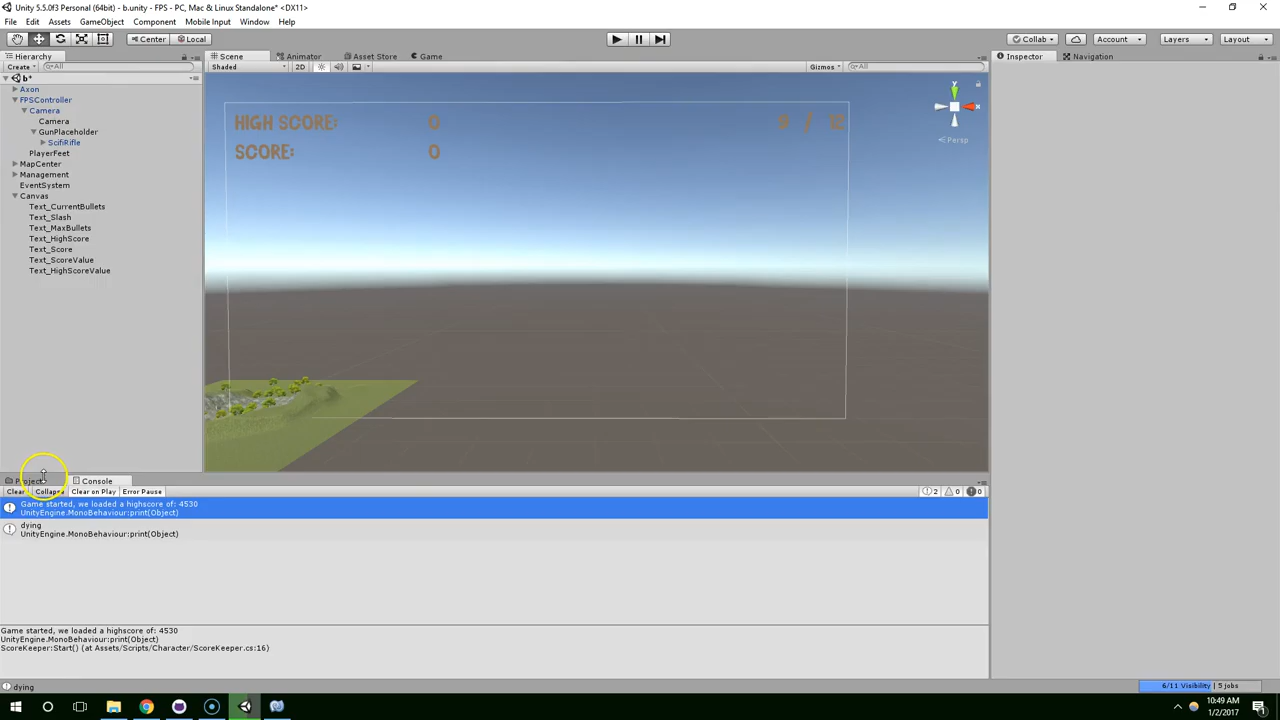 Unity 5.5.0f3 Personal (64bit) - b.unity - FPS - PC, Mac & Linux Standalone* <DX11>
File Edit Assets GameObject Component Mobile Input Window Help
Center Local Collab Account Layers Layout
Hierarchy Scene Animator Asset Store Game Inspector Navigation
Create All Shaded 2D Gizmos All
b*
Axon
FPSController
Camera
Camera
GunPlaceholder
ScifiRifle
PlayerFeet
MapCenter
Management
EventSystem
Canvas
Text_CurrentBullets
Text_Slash
Text_MaxBullets
Text_HighScore
Text_Score
Text_ScoreValue
Text_HighScoreValue
HIGH SCORE: 0
SCORE: 0
y
x
Persp
Project Console
Clear Collapse Clear on Play Error Pause 2 0 0
Game started, we loaded a highscore of: 4530
UnityEngine.MonoBehaviour:print(Object)
dying
UnityEngine.MonoBehaviour:print(Object)
Game started, we loaded a highscore of: 4530
UnityEngine.MonoBehaviour:print(Object)
ScoreKeeper:Start() (at Assets/Scripts/Character/ScoreKeeper.cs:16)
dying
6/11 Visibility | 5 jobs
10:49 AM
1/2/2017